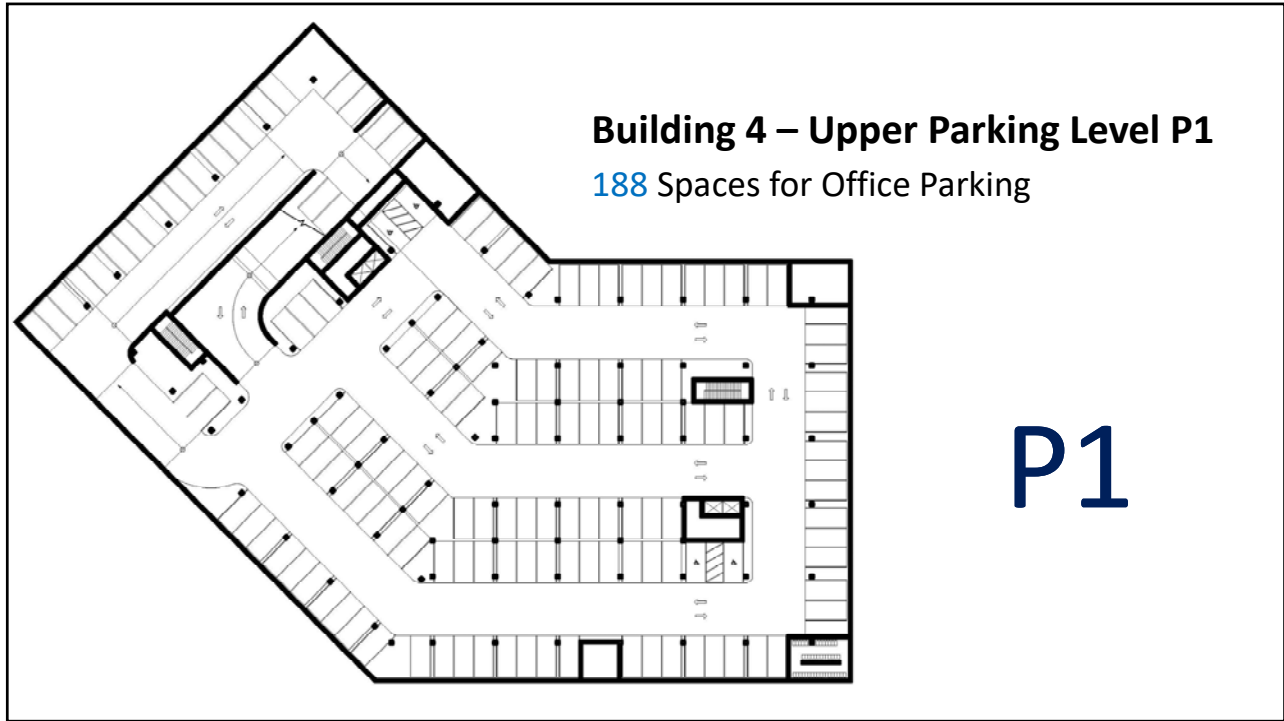 Building 4 – Upper Parking Level P1
188 Spaces for Office Parking
P1